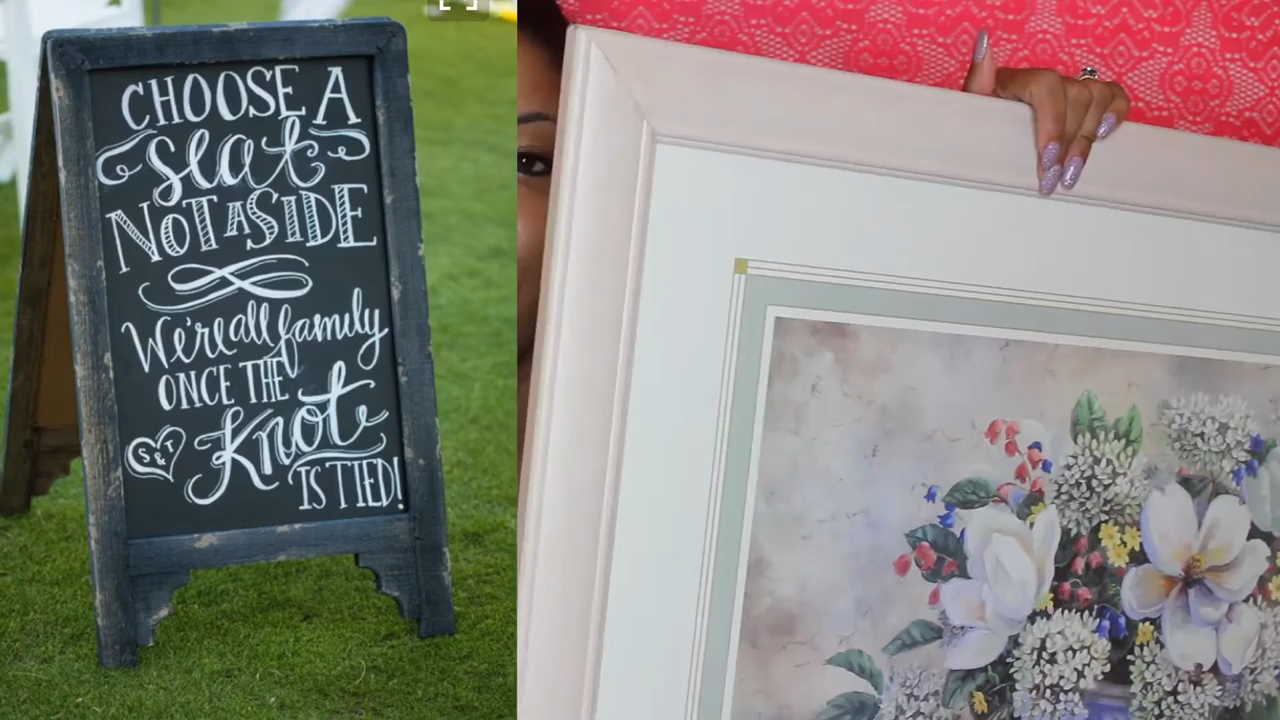 CHOOSE A
seat
NOT A SIDE
We're all family
ONCE THE
Knot
S & T
IS TIED!